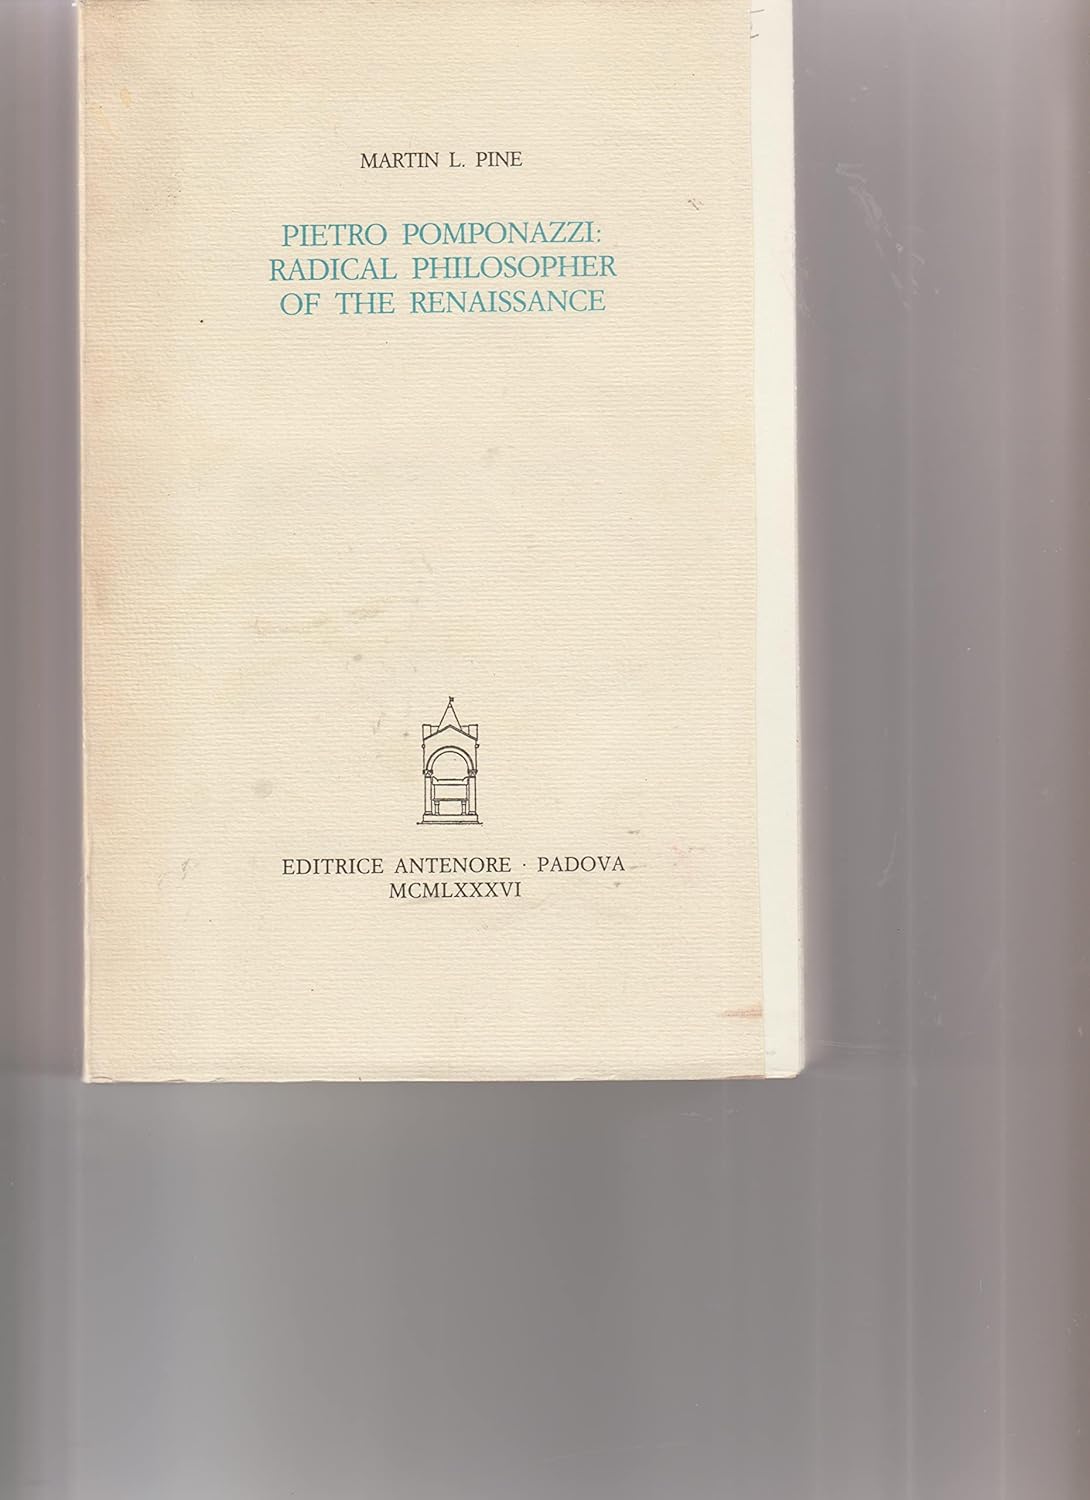 MARTIN L. PINE
PIETRO POMPONAZZI:
RADICAL PHILOSOPHER
OF THE RENAISSANCE
EDITRICE ANTENORE · PADOVA
MCMLXXXVI